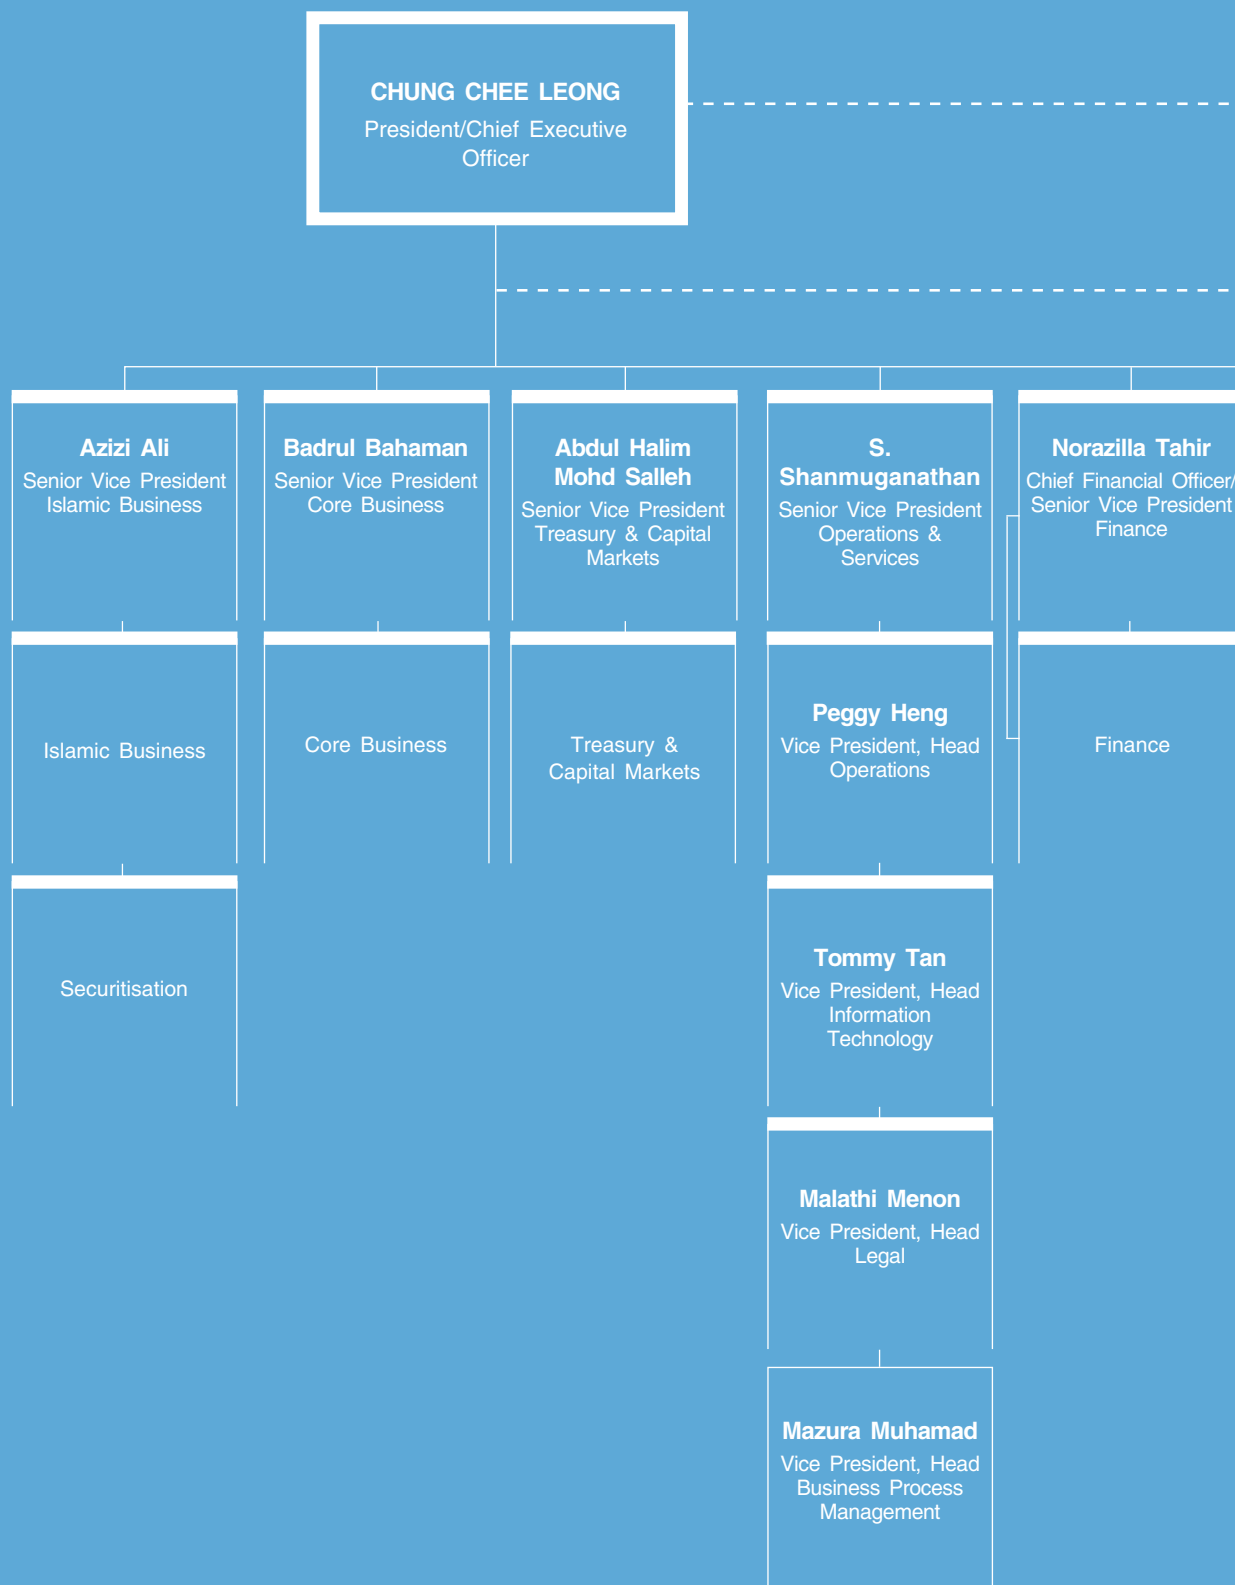 CHUNG CHEE LEONG
President/Chief Executive
Officer
Azizi Ali
Senior Vice President
Islamic Business
Badrul Bahaman
Senior Vice President
Core Business
Abdul Halim
Mohd Salleh
Senior Vice President
Treasury & Capital
Markets
S.
Shanmuganathan
Senior Vice President
Operations &
Services
Norazilla Tahir
Chief Financial Officer/
Senior Vice President
Finance
Islamic Business
Core Business
Treasury &
Capital Markets
Peggy Heng
Vice President, Head
Operations
Finance
Securitisation
Tommy Tan
Vice President, Head
Information
Technology
Malathi Menon
Vice President, Head
Legal
Mazura Muhamad
Vice President, Head
Business Process
Management